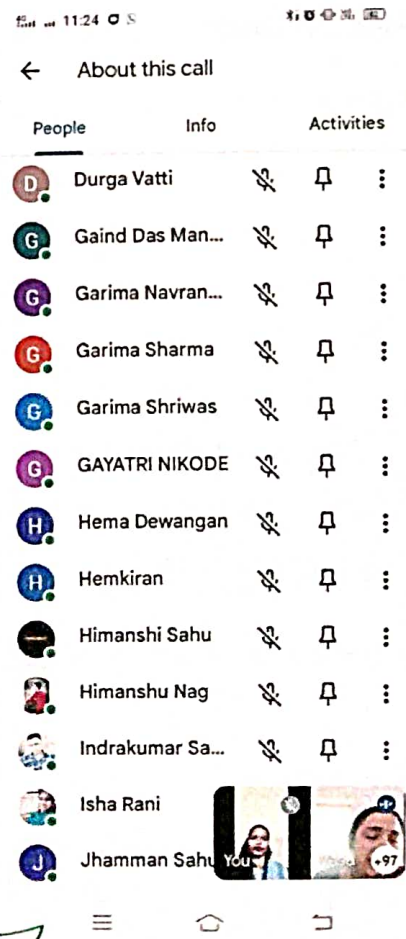 11:24
About this call
People Info Activities
D Durga Vatti
G Gaind Das Man...
G Garima Navran...
G Garima Sharma
G Garima Shriwas
G GAYATRI NIKODE
H Hema Dewangan
H Hemkiran
Himanshi Sahu
Himanshu Nag
Indrakumar Sa...
Isha Rani
J Jhamman Sahu
You
+97